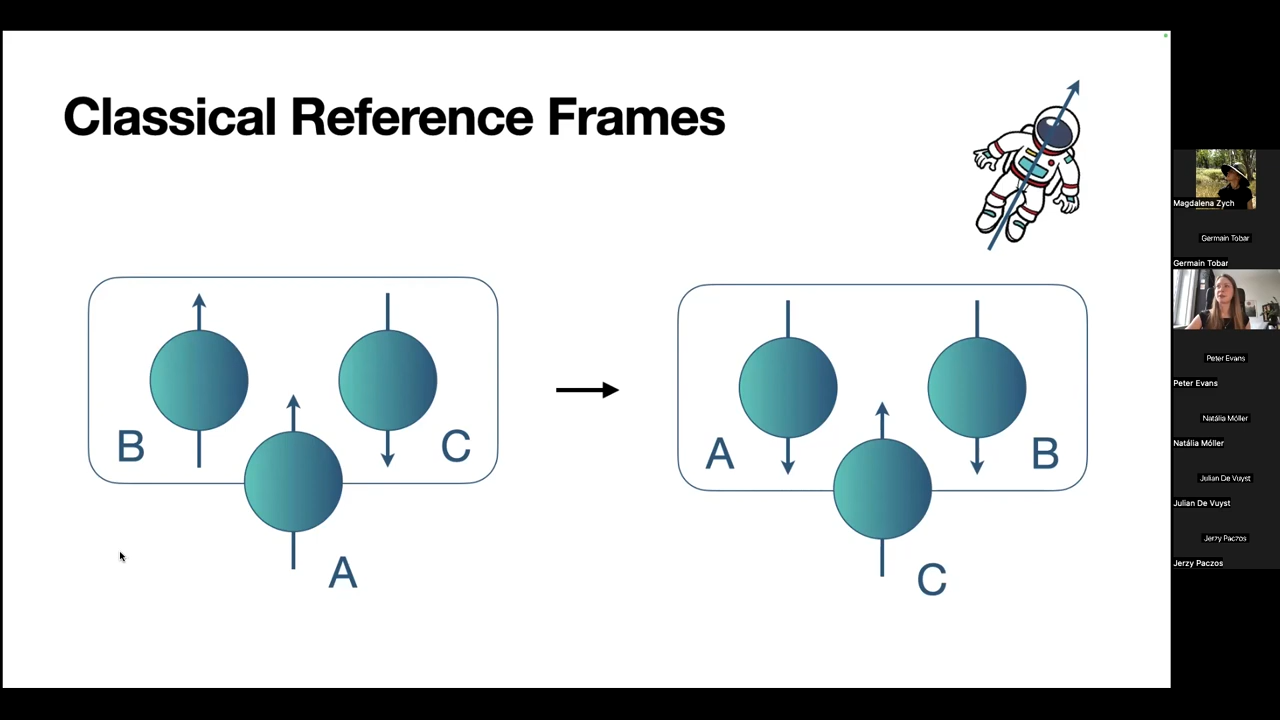 Classical Reference Frames
B
C
A
A
B
C
Magdalena Zych
Germain Tobar
Germain Tobar
Peter Evans
Peter Evans
Natália Móller
Natália Móller
Julian De Vuyst
Julian De Vuyst
Jerzy Paczos
Jerzy Paczos